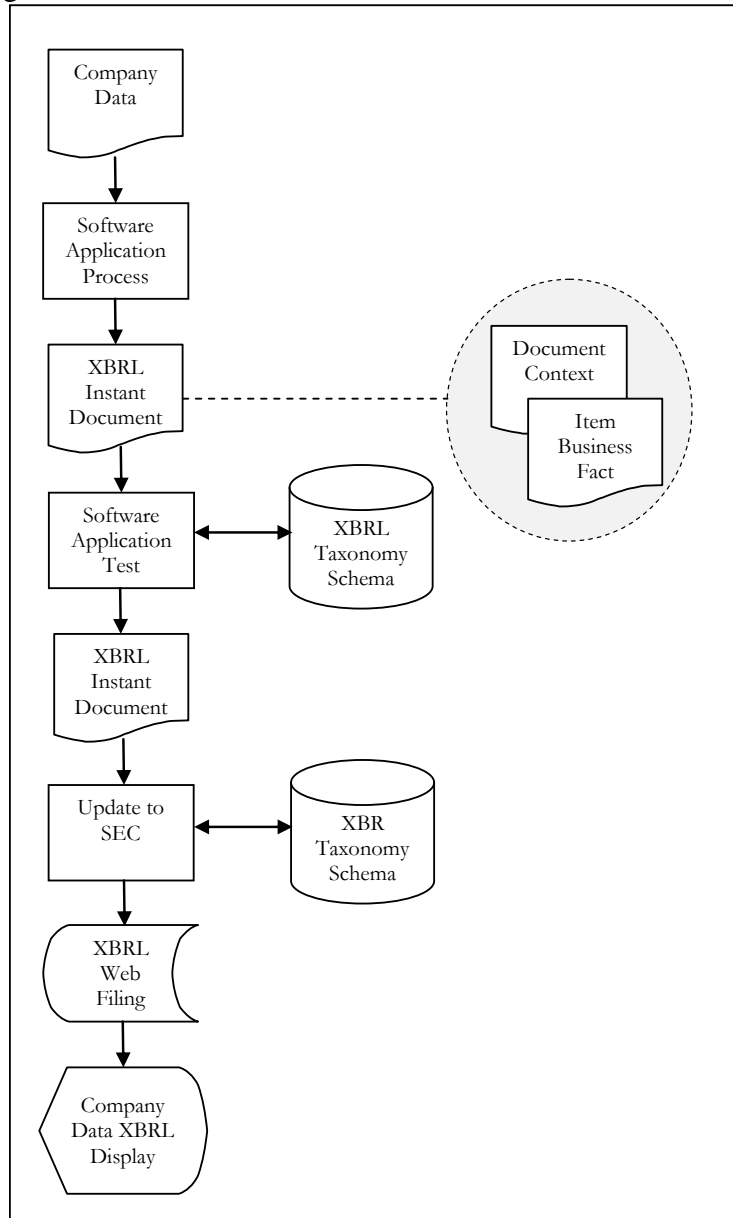 Company
Data
Software
Application
Process
XBRL
Instant
Document
Document
Context
Item
Business
Fact
Software
Application
Test
XBRL
Taxonomy
Schema
XBRL
Instant
Document
Update to
SEC
XBR
Taxonomy
Schema
XBRL
Web
Filing
Company
Data XBRL
Display